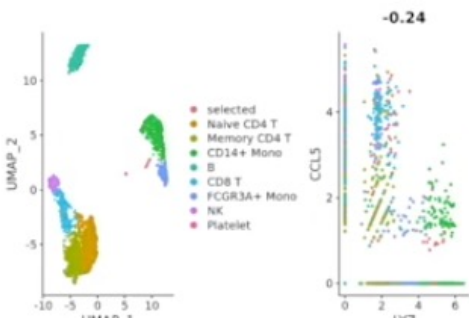 -0.24
UMAP_2
10
5
0
-5
-10
-5
0
5
10
selected
Naive CD4 T
Memory CD4 T
CD14+ Mono
B
CD8 T
FCGR3A+ Mono
NK
Platelet
CCL5
4
2
0
0
2
4
6